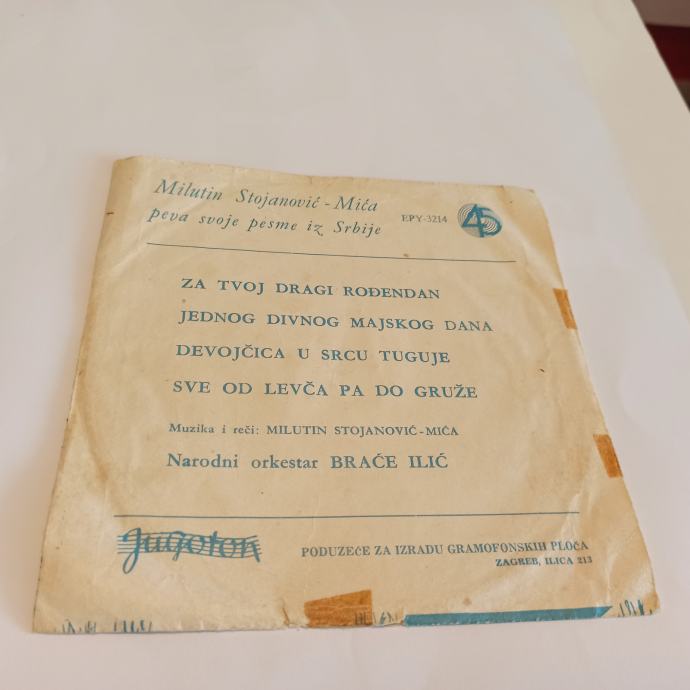 Milutin Stojanović - Mića
peva svoje pesme iz Srbije
EPY-3214
45
ZA TVOJ DRAGI ROĐENDAN
JEDNOG DIVNOG MAJSKOG DANA
DEVOJČICA U SRCU TUGUJE
SVE OD LEVČA PA DO GRUŽE
Muzika i reči: MILUTIN STOJANOVIĆ-MIĆA
Narodni orkestar BRAĆE ILIĆ
Jugoton
PODUZEĆE ZA IZRADU GRAMOFONSKIH PLOČA
ZAGREB, ILICA 213